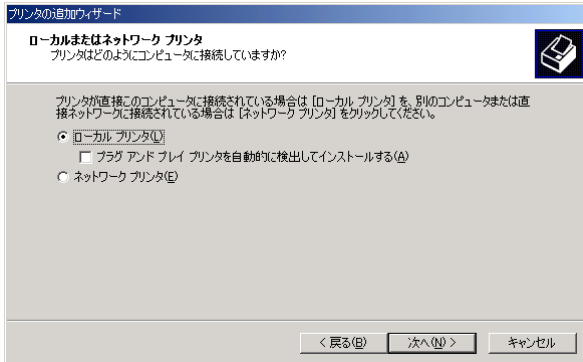 プリンタの追加ウィザード
ローカルまたはネットワーク プリンタ
プリンタはどのようにコンピュータに接続していますか?
プリンタが直接このコンピュータに接続されている場合は [ローカル プリンタ] を、別のコンピュータまたは直
接ネットワークに接続されている場合は [ネットワーク プリンタ] をクリックしてください。
ローカル プリンタ(L)
プラグ アンド プレイ プリンタを自動的に検出してインストールする(A)
ネットワーク プリンタ(E)
< 戻る(B)
次へ(N) >
キャンセル